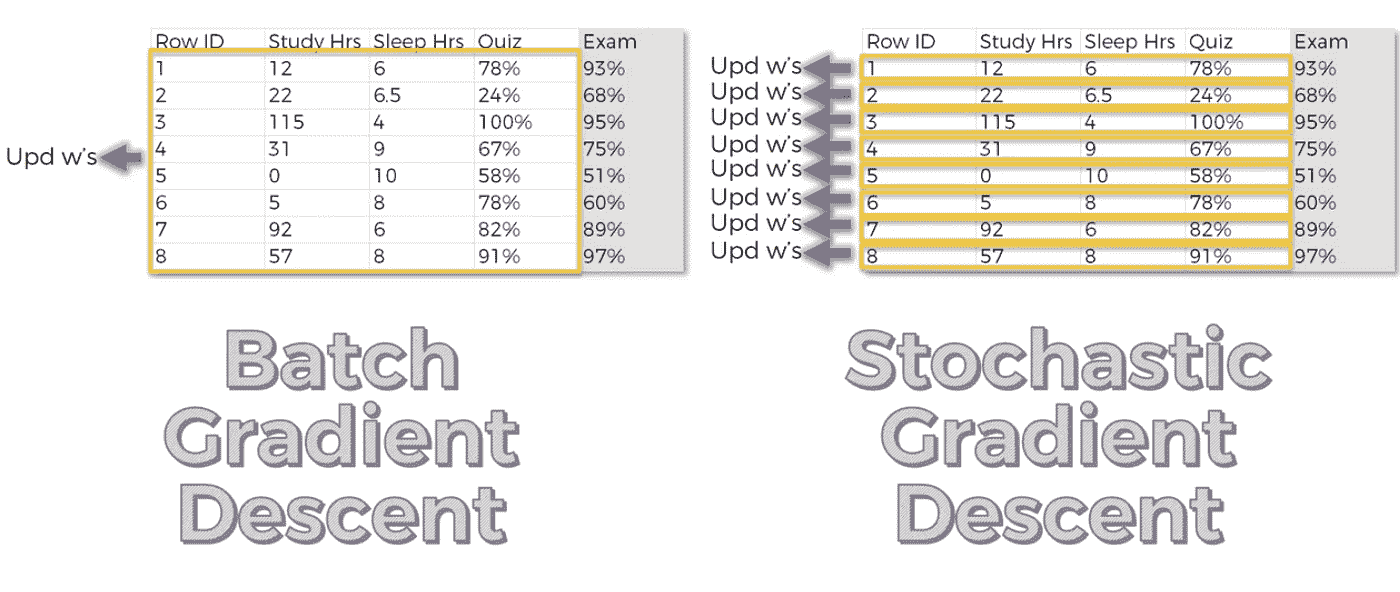 Row ID Study Hrs Sleep Hrs Quiz Exam
1 12 6 78% 93%
2 22 6.5 24% 68%
3 115 4 100% 95%
4 31 9 67% 75%
5 0 10 58% 51%
6 5 8 78% 60%
7 92 6 82% 89%
8 57 8 91% 97%
Upd w's
Batch
Gradient
Descent
Row ID Study Hrs Sleep Hrs Quiz Exam
Upd w's 1 12 6 78% 93%
Upd w's 2 22 6.5 24% 68%
Upd w's 3 115 4 100% 95%
Upd w's 4 31 9 67% 75%
Upd w's 5 0 10 58% 51%
Upd w's 6 5 8 78% 60%
Upd w's 7 92 6 82% 89%
Upd w's 8 57 8 91% 97%
Stochastic
Gradient
Descent